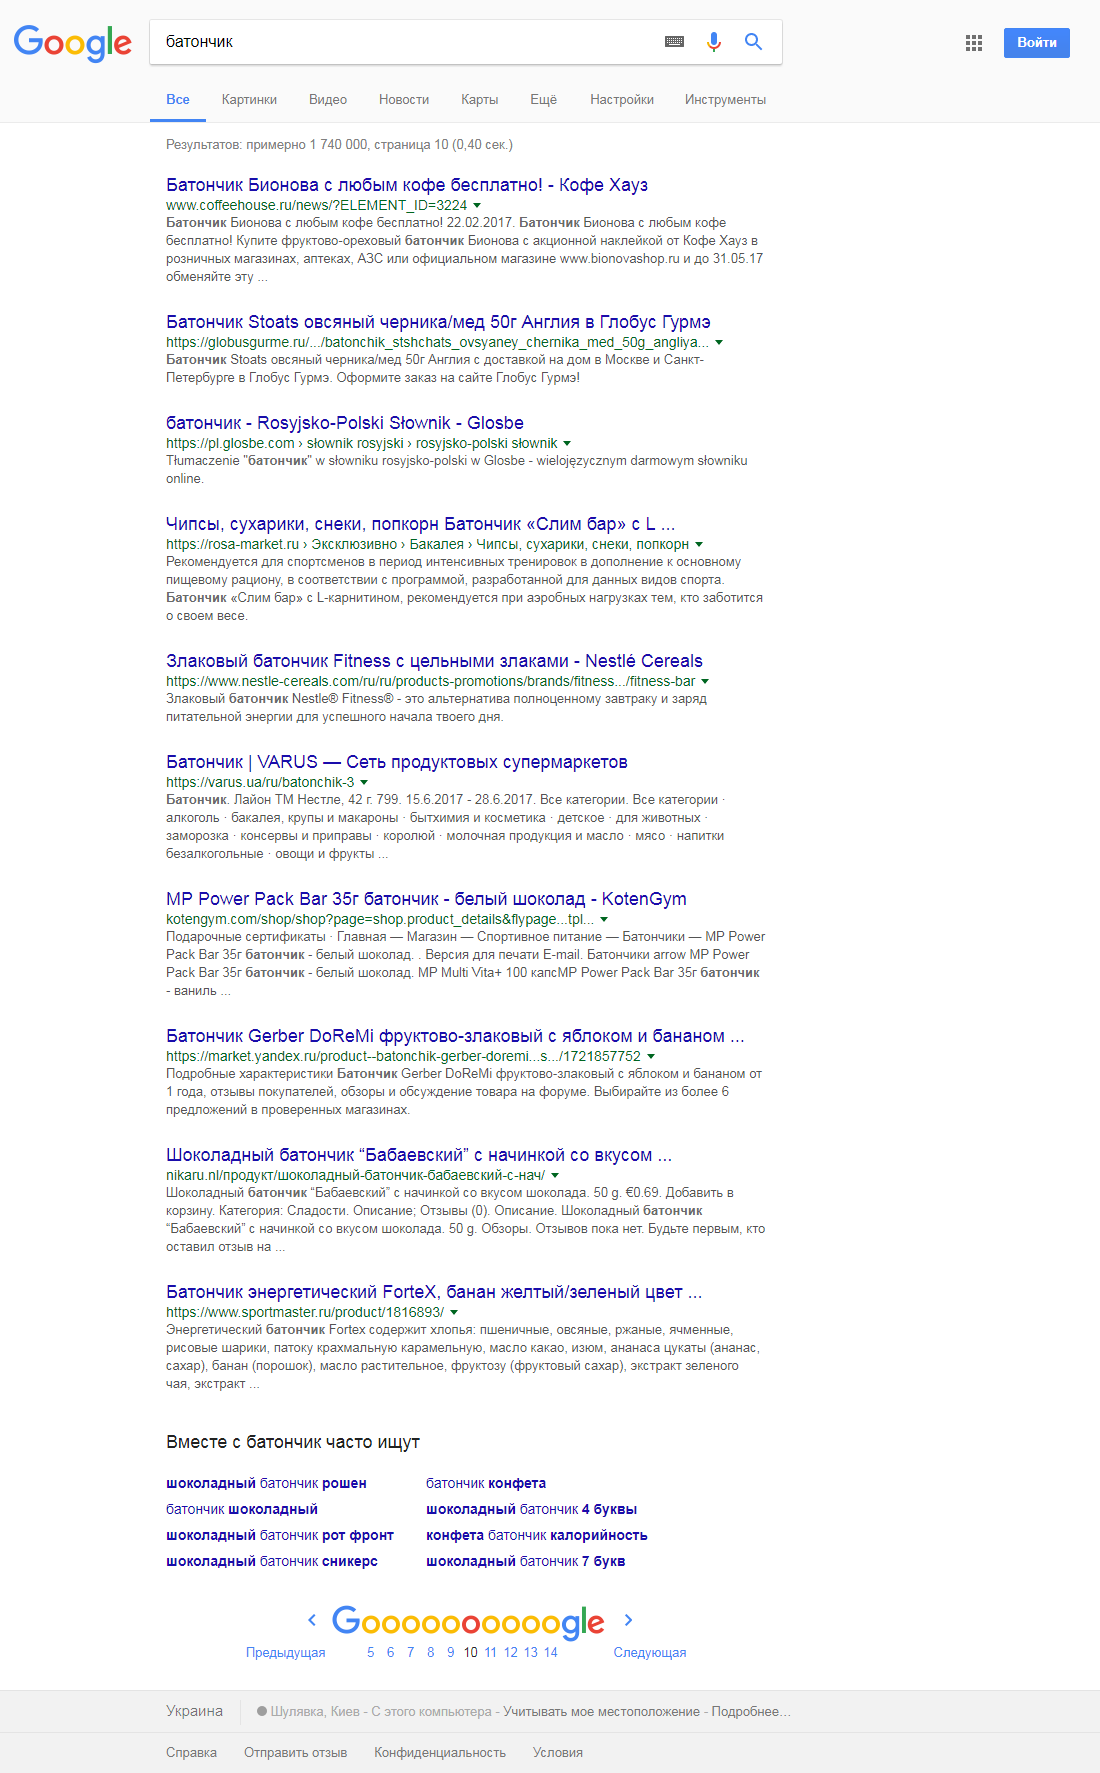 Google
батончик
Войти
Все Картинки Видео Новости Карты Ещё Настройки Инструменты
Результатов: примерно 1 740 000, страница 10 (0,40 сек.)
Батончик Бионова с любым кофе бесплатно! - Кофе Хауз
www.coffeehouse.ru/news/?ELEMENT_ID=3224
Батончик Бионова с любым кофе бесплатно! 22.02.2017. Батончик Бионова с любым кофе
бесплатно! Купите фруктово-ореховый батончик Бионова с акционной наклейкой от Кофе Хауз в
розничных магазинах, аптеках, АЗС или официальном магазине www.bionovashop.ru и до 31.05.17
обменяйте эту ...
Батончик Stoats овсяный черника/мед 50г Англия в Глобус Гурмэ
https://globusgurme.ru/.../batonchik_stshchats_ovsyaney_chernika_med_50g_angliya...
Батончик Stoats овсяный черника/мед 50г Англия с доставкой на дом в Москве и Санкт-
Петербурге в Глобус Гурмэ. Оформите заказ на сайте Глобус Гурмэ!
батончик - Rosyjsko-Polski Słownik - Glosbe
https://pl.glosbe.com › słownik rosyjski › rosyjsko-polski słownik
Tłumaczenie "батончик" w słowniku rosyjsko-polski w Glosbe - wielojęzycznym darmowym słowniku
online.
Чипсы, сухарики, снеки, попкорн Батончик «Слим бар» с L ...
https://rosa-market.ru › Эксклюзивно › Бакалея › Чипсы, сухарики, снеки, попкорн
Рекомендуется для спортсменов в период интенсивных тренировок в дополнение к основному
пищевому рациону, в соответствии с программой, разработанной для данных видов спорта.
Батончик «Слим бар» с L-карнитином, рекомендуется при аэробных нагрузках тем, кто заботится
о своем весе.
Злаковый батончик Fitness с цельными злаками - Nestlé Cereals
https://www.nestle-cereals.com/ru/ru/products-promotions/brands/fitness.../fitness-bar
Злаковый батончик Nestle® Fitness® - это альтернатива полноценному завтраку и заряд
питательной энергии для успешного начала твоего дня.
Батончик | VARUS — Сеть продуктовых супермаркетов
https://varus.ua/ru/batonchik-3
Батончик. Лайон ТМ Нестле, 42 г. 799. 15.6.2017 - 28.6.2017. Все категории. Все категории ·
алкоголь · бакалея, крупы и макароны · бытхимия и косметика · детское · для животных ·
заморозка · консервы и приправы · королюй · молочная продукция и масло · мясо · напитки
безалкогольные · овощи и фрукты ...
MP Power Pack Bar 35г батончик - белый шоколад - KotenGym
kotengym.com/shop/shop?page=shop.product_details&flypage...tpl...
Подарочные сертификаты · Главная — Магазин — Спортивное питание — Батончики — MP Power
Pack Bar 35г батончик - белый шоколад. . Версия для печати E-mail. Батончики arrow MP Power
Pack Bar 35г батончик - белый шоколад. MP Multi Vita+ 100 капсMP Power Pack Bar 35г батончик
- ваниль ...
Батончик Gerber DoReMi фруктово-злаковый с яблоком и бананом ...
https://market.yandex.ru/product--batonchik-gerber-doremi...s.../1721857752
Подробные характеристики Батончик Gerber DoReMi фруктово-злаковый с яблоком и бананом от
1 года, отзывы покупателей, обзоры и обсуждение товара на форуме. Выбирайте из более 6
предложений в проверенных магазинах.
Шоколадный батончик “Бабаевский” с начинкой со вкусом ...
nikaru.nl/продукт/шоколадный-батончик-бабаевский-с-нач/
Шоколадный батончик “Бабаевский” с начинкой со вкусом шоколада. 50 g. €0.69. Добавить в
корзину. Категория: Сладости. Описание; Отзывы (0). Описание. Шоколадный батончик
“Бабаевский” с начинкой со вкусом шоколада. 50 g. Обзоры. Отзывов пока нет. Будьте первым, кто
оставил отзыв на ...
Батончик энергетический ForteX, банан желтый/зеленый цвет ...
https://www.sportmaster.ru/product/1816893/
Энергетический батончик Fortex содержит хлопья: пшеничные, овсяные, ржаные, ячменные,
рисовые шарики, патоку крахмальную карамельную, масло какао, изюм, ананаса цукаты (ананас,
сахар), банан (порошок), масло растительное, фруктозу (фруктовый сахар), экстракт зеленого
чая, экстракт ...
Вместе с батончик часто ищут
шоколадный батончик рошен батончик конфета
батончик шоколадный шоколадный батончик 4 буквы
шоколадный батончик рот фронт конфета батончик калорийность
шоколадный батончик сникерс шоколадный батончик 7 букв
Goooooooooogle
Предыдущая 5 6 7 8 9 10 11 12 13 14 Следующая
Украина Шулявка, Киев - С этого компьютера - Учитывать мое местоположение - Подробнее…
Справка Отправить отзыв Конфиденциальность Условия